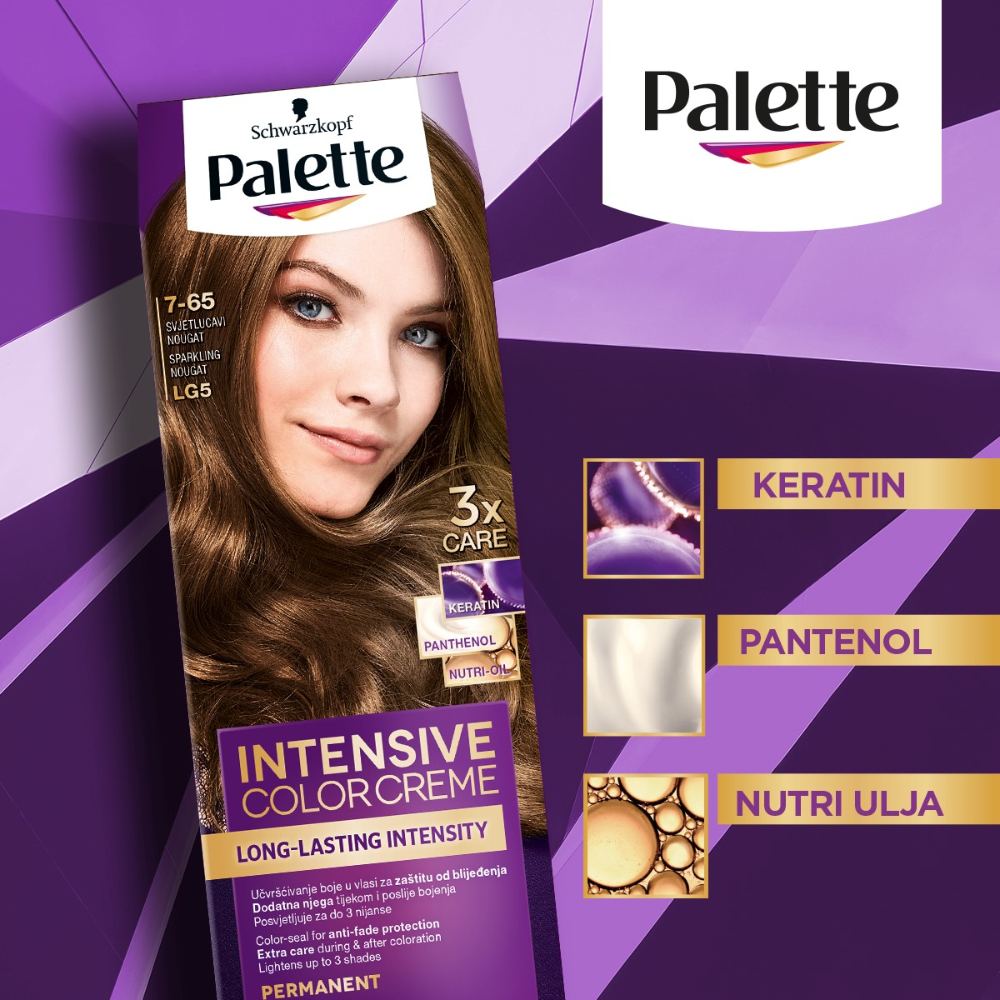 Schwarzkopf
Palette
7-65
SVJETLUCAVI
NOUGAT
SPARKLING
NOUGAT
LG5
3x
CARE
KERATIN
PANTHENOL
NUTRI-OIL
INTENSIVE
COLOR CREME
LONG-LASTING INTENSITY
Učvršćivanje boje u vlasi za zaštitu od blijeđenja
Dodatna njega tijekom i poslije bojenja
Posvjetljuje za do 3 nijanse
Color-seal for anti-fade protection
Extra care during & after coloration
Lightens up to 3 shades
PERMANENT
Palette
KERATIN
PANTENOL
NUTRI ULJA